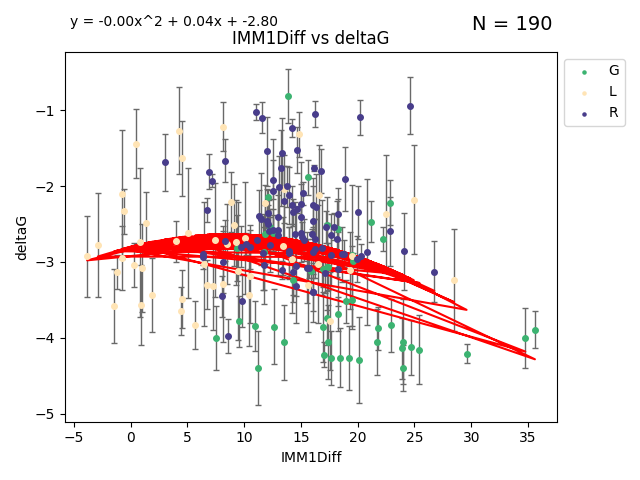 y = -0.00x^2 + 0.04x + -2.80
N = 190
IMM1Diff vs deltaG
G
L
R
−1
−2
−3
−4
−5
deltaG
−5 0 5 10 15 20 25 30 35
IMM1Diff